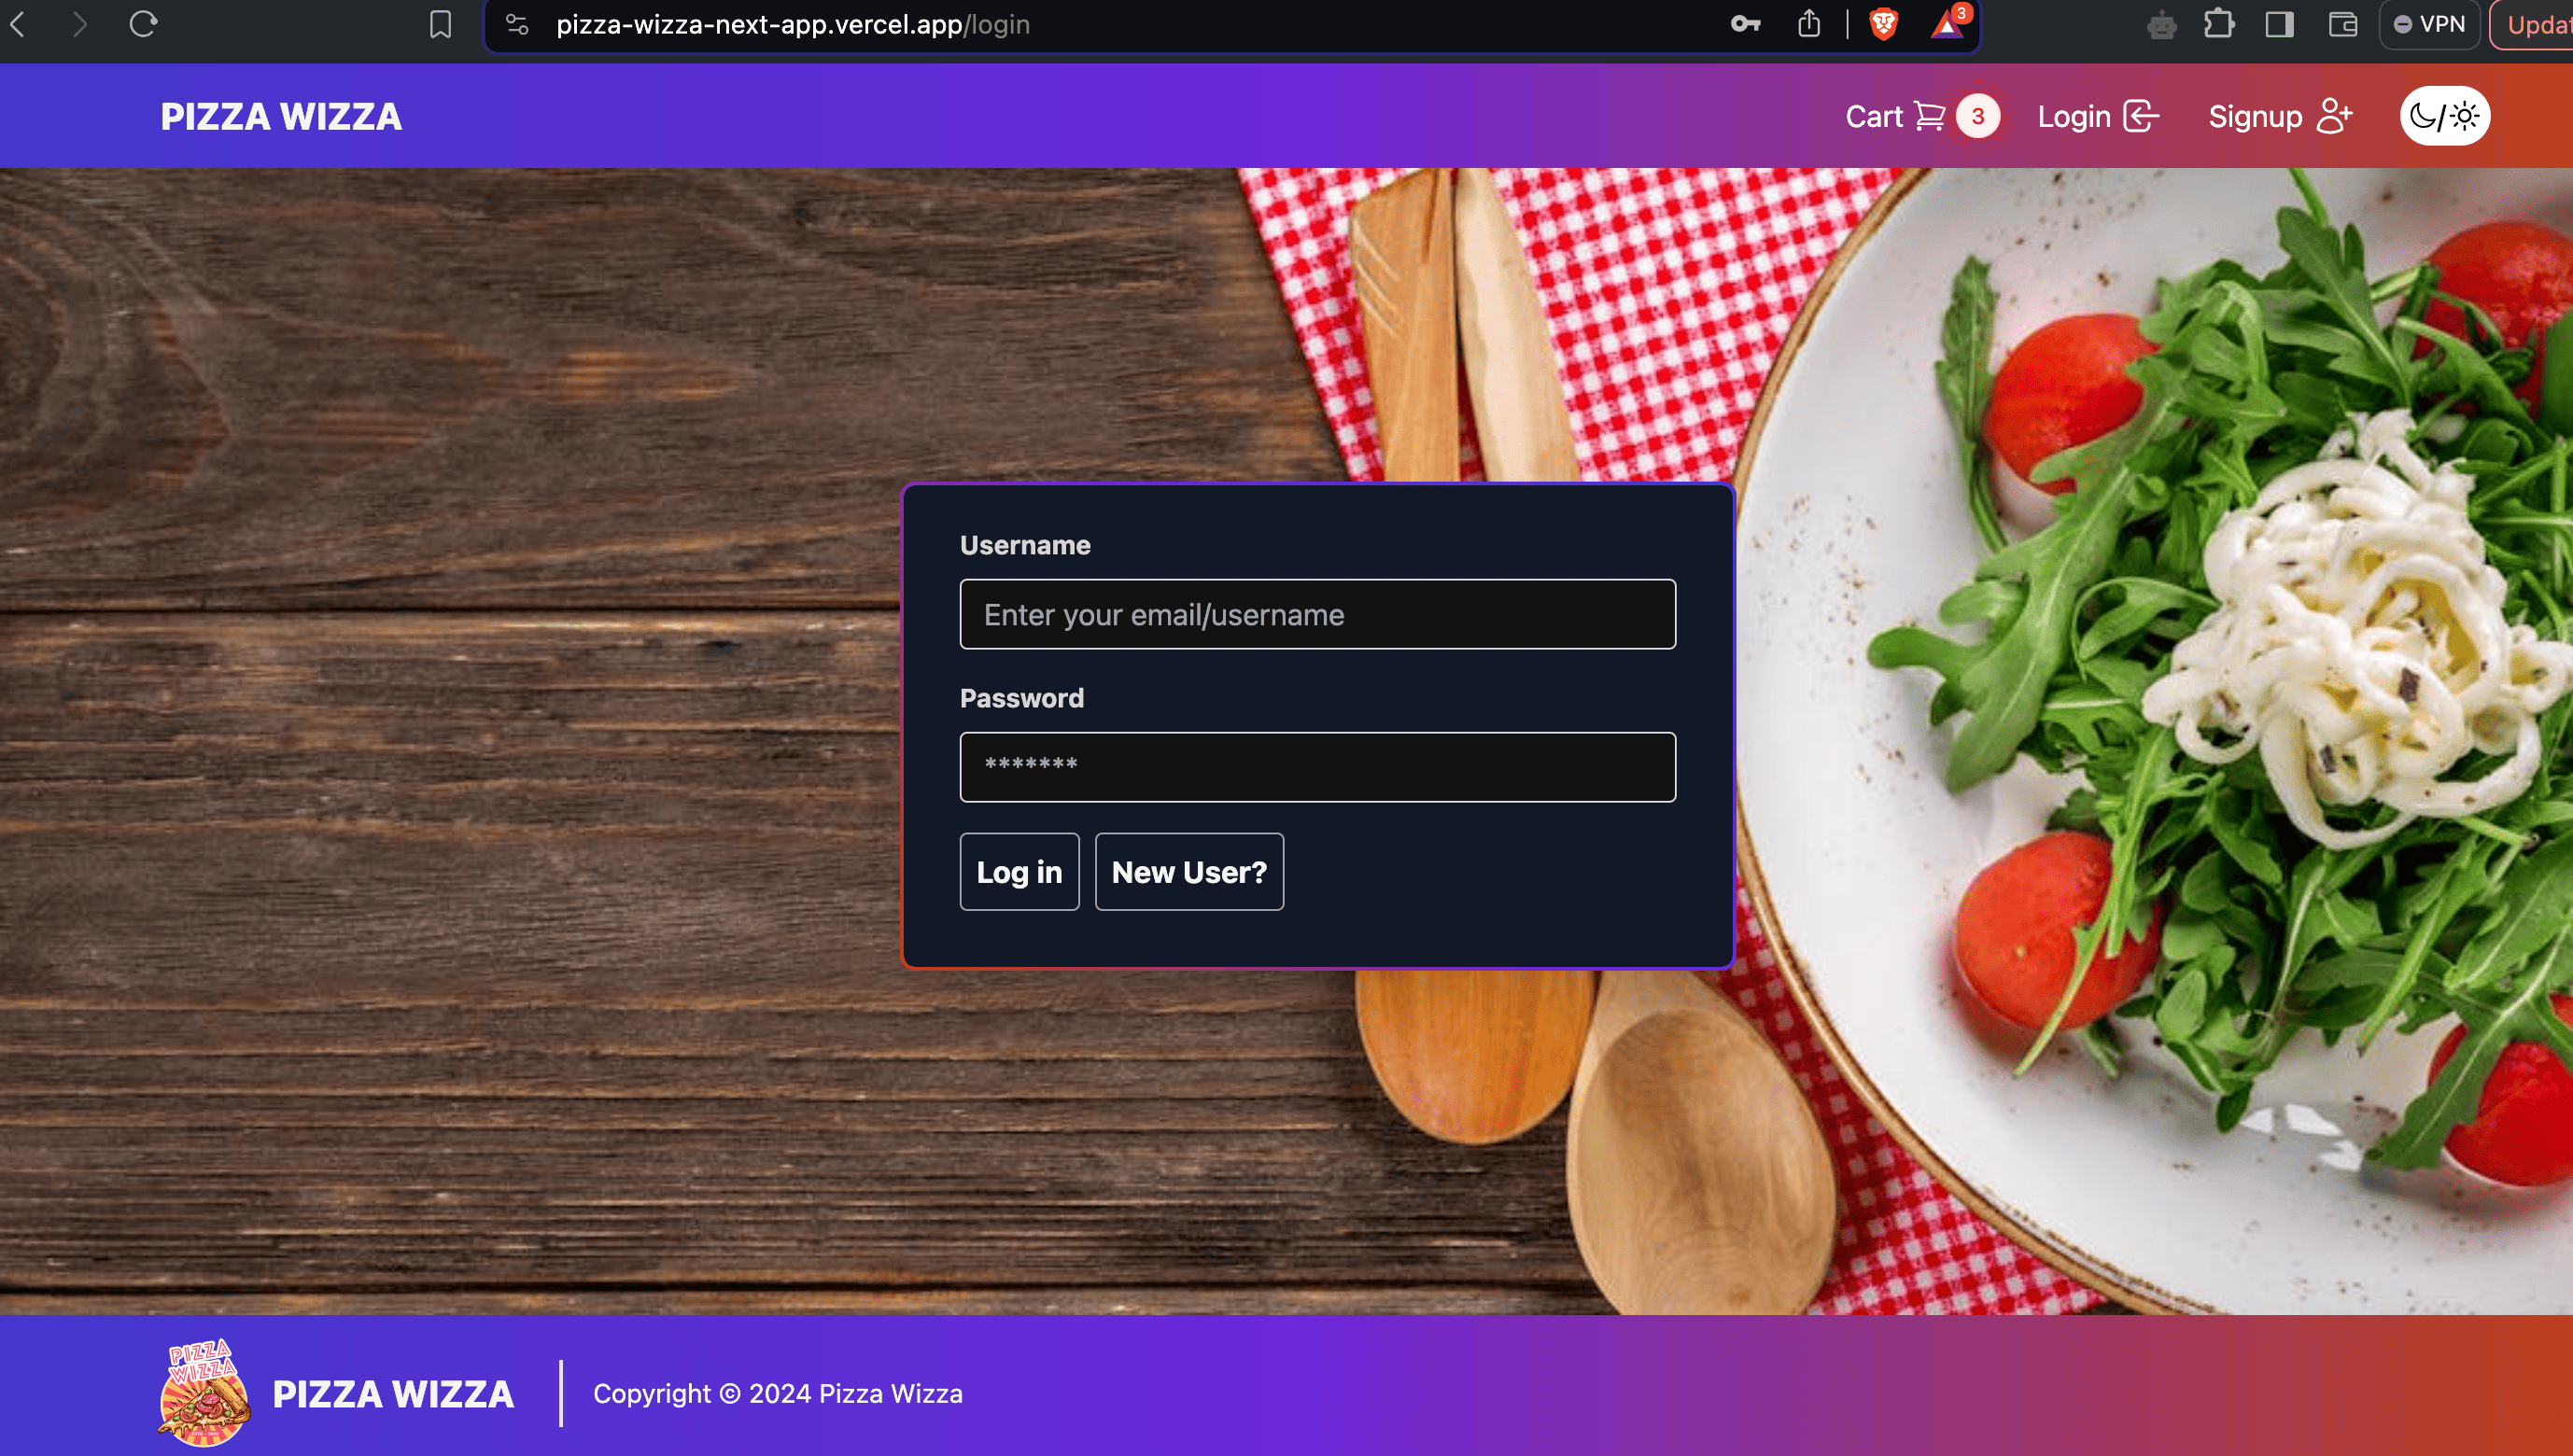 pizza-wizza-next-app.vercel.app/login
3
VPN
PIZZA WIZZA
Cart
3
Login
Signup
Username
Enter your email/username
Password
*******
Log in
New User?
PIZZA
WIZZA
PIZZA WIZZA
Copyright © 2024 Pizza Wizza